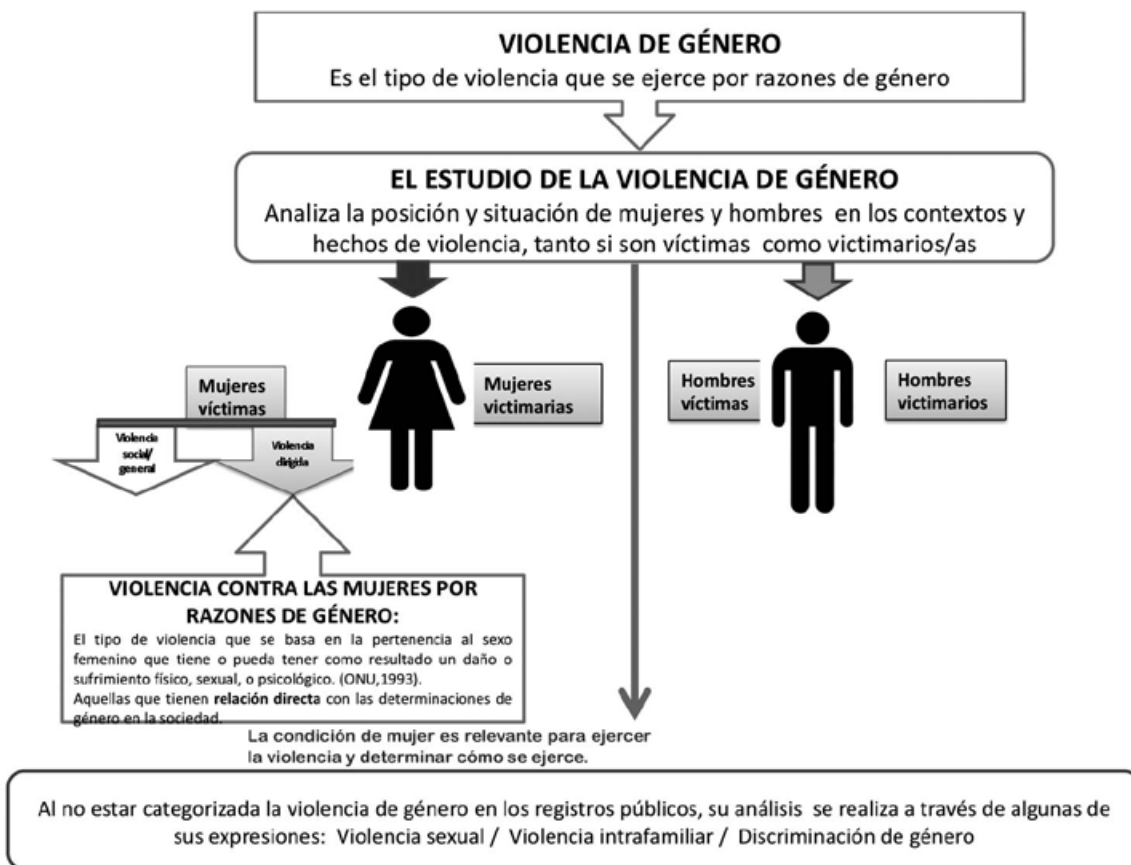 VIOLENCIA DE GÉNERO
Es el tipo de violencia que se ejerce por razones de género
EL ESTUDIO DE LA VIOLENCIA DE GÉNERO
Analiza la posición y situación de mujeres y hombres en los contextos y
hechos de violencia, tanto si son víctimas como victimarios/as
Mujeres
víctimas
Mujeres
victimarias
Hombres
víctimas
Hombres
victimarios
Violencia
social/
general
Violencia
dirigida
VIOLENCIA CONTRA LAS MUJERES POR
RAZONES DE GÉNERO:
El tipo de violencia que se basa en la pertenencia al sexo
femenino que tiene o pueda tener como resultado un daño o
sufrimiento físico, sexual, o psicológico. (ONU,1993).
Aquellas que tienen relación directa con las determinaciones de
género en la sociedad.
La condición de mujer es relevante para ejercer
la violencia y determinar cómo se ejerce.
Al no estar categorizada la violencia de género en los registros públicos, su análisis se realiza a través de algunas de
sus expresiones: Violencia sexual / Violencia intrafamiliar / Discriminación de género